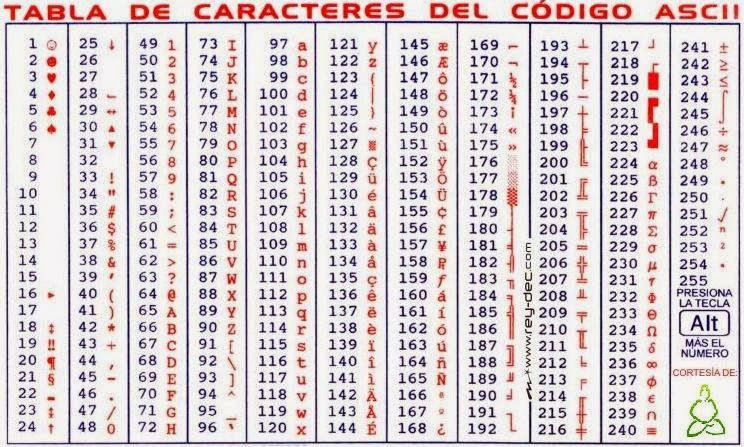 TABLA DE CARACTERES DEL CÓDIGO ASCII
1 ☺ 25 ↓ 49 1 73 I 97 a 121 y 145 æ 169 ⌐ 193 ┴ 217 ┘ 241 ±
2 ☻ 26 50 2 74 J 98 b 122 z 146 Æ 170 ¬ 194 ┬ 218 ┌ 242 ≥
3 ♥ 27 51 3 75 K 99 c 123 { 147 ô 171 ½ 195 ├ 219 █ 243 ≤
4 ♦ 28 ∟ 52 4 76 L 100 d 124 | 148 ö 172 ¼ 196 ─ 220 ▄ 244 ⌠
5 ♣ 29 ↔ 53 5 77 M 101 e 125 } 149 ò 173 ¡ 197 ┼ 221 ▌ 245 ⌡
6 ♠ 30 ▲ 54 6 78 N 102 f 126 ~ 150 û 174 « 198 ╞ 222 ▐ 246 ÷
7 31 ▼ 55 7 79 O 103 g 127 ▒ 151 ù 175 » 199 ╟ 223 ▀ 247 ≈
8 32 56 8 80 P 104 h 128 Ç 152 ÿ 176 ░ 200 ╚ 224 α 248 °
9 33 ! 57 9 81 Q 105 i 129 ü 153 Ö 177 ▒ 201 ╔ 225 ß 249 ∙
10 34 " 58 : 82 R 106 j 130 é 154 Ü 178 ▓ 202 ╩ 226 Γ 250 ·
11 35 # 59 ; 83 S 107 k 131 â 155 ¢ 179 │ 203 ╦ 227 π 251 √
12 36 $ 60 < 84 T 108 l 132 ä 156 £ 180 ┤ 204 ╠ 228 Σ 252 ⁿ
13 37 % 61 = 85 U 109 m 133 à 157 ¥ 181 ╡ 205 ═ 229 σ 253 ²
14 38 & 62 > 86 V 110 n 134 å 158 ₧ 182 ╢ 206 ╬ 230 µ 254 ▪
15 39 ' 63 ? 87 W 111 o 135 ç 159 ƒ 183 ╖ 207 ╧ 231 τ 255
16 ► 40 ( 64 @ 88 X 112 p 136 ê 160 á 184 ╕ 208 ╨ 232 Φ
17 41 ) 65 A 89 Y 113 q 137 ë 161 í 185 ╣ 209 ╤ 233 Θ
18 ↕ 42 * 66 B 90 Z 114 r 138 è 162 ó 186 ║ 210 ╥ 234 Ω
19 ‼ 43 + 67 C 91 [ 115 s 139 ï 163 ú 187 ╗ 211 ╙ 235 δ
20 ¶ 44 , 68 D 92 \ 116 t 140 î 164 ñ 188 ╝ 212 ╘ 236 ∞
21 § 45 - 69 E 93 ] 117 u 141 ì 165 Ñ 189 ╜ 213 ╒ 237 φ
22 ▬ 46 . 70 F 94 ^ 118 v 142 Ä 166 ª 190 ╛ 214 ╓ 238 ε
23 ↨ 47 / 71 G 95 _ 119 w 143 Å 167 º 191 ┐ 215 ╫ 239 ∩
24 ↑ 48 0 72 H 96 ` 120 x 144 É 168 ¿ 192 └ 216 ╪ 240 ≡
PRESIONA
LA TECLA
Alt
MÁS EL
NÚMERO
CORTESÍA DE:
www.rey-dec.com